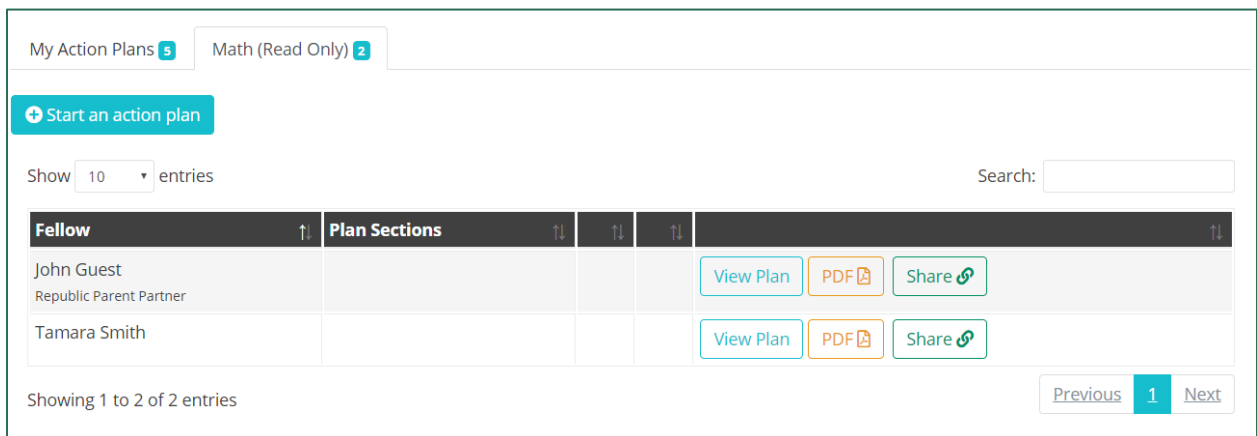 My Action Plans 5 Math (Read Only) 2
Start an action plan
Show 10 entries Search:
Fellow Plan Sections
John Guest View Plan PDF Share
Republic Parent Partner
Tamara Smith View Plan PDF Share
Showing 1 to 2 of 2 entries Previous 1 Next